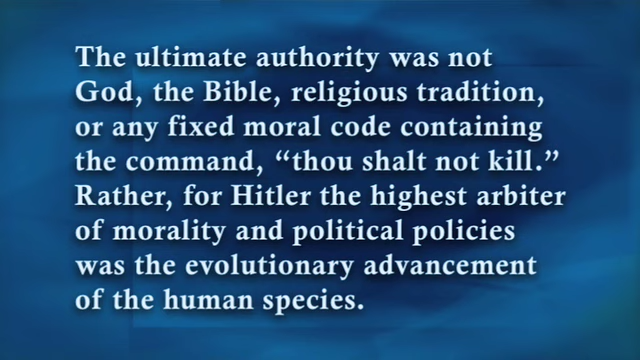 The ultimate authority was not
God, the Bible, religious tradition,
or any fixed moral code containing
the command, “thou shalt not kill.”
Rather, for Hitler the highest arbiter
of morality and political policies
was the evolutionary advancement
of the human species.